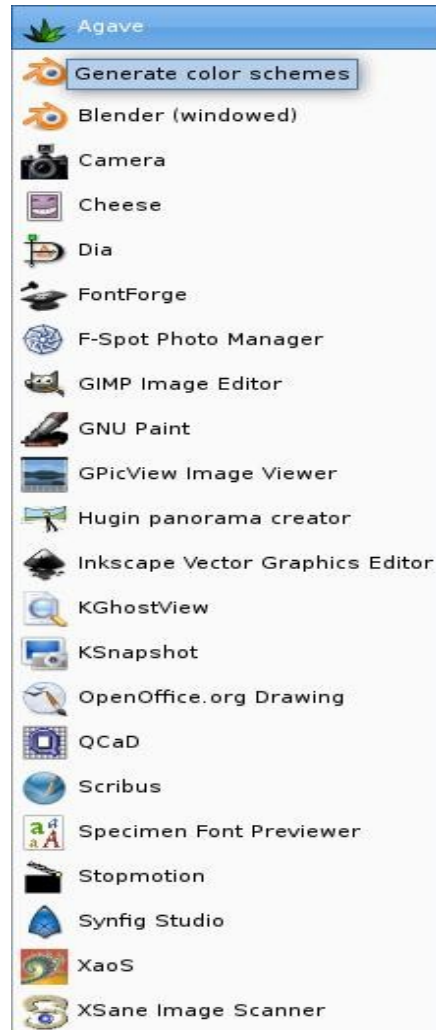 Agave
Generate color schemes
Blender (windowed)
Camera
Cheese
Dia
FontForge
F-Spot Photo Manager
GIMP Image Editor
GNU Paint
GPicView Image Viewer
Hugin panorama creator
Inkscape Vector Graphics Editor
KGhostView
KSnapshot
OpenOffice.org Drawing
QCaD
Scribus
Specimen Font Previewer
Stopmotion
Synfig Studio
XaoS
XSane Image Scanner